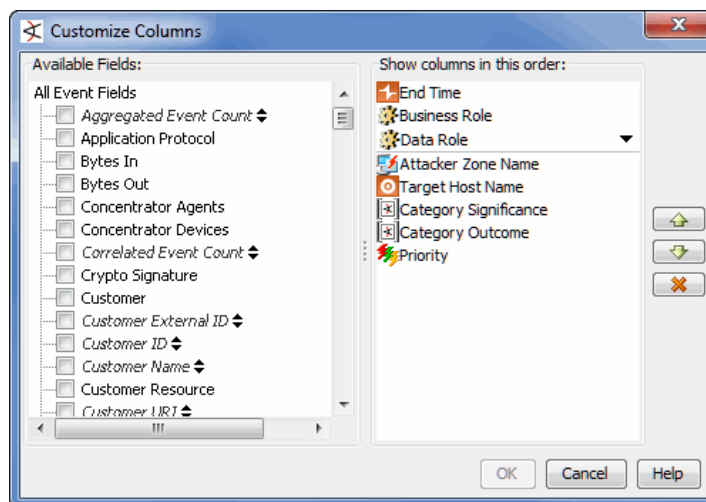 Customize Columns
Available Fields:
All Event Fields
Aggregated Event Count
Application Protocol
Bytes In
Bytes Out
Concentrator Agents
Concentrator Devices
Correlated Event Count
Crypto Signature
Customer
Customer External ID
Customer ID
Customer Name
Customer Resource
Customer URI
Show columns in this order:
End Time
Business Role
Data Role
Attacker Zone Name
Target Host Name
Category Significance
Category Outcome
Priority
OK
Cancel
Help